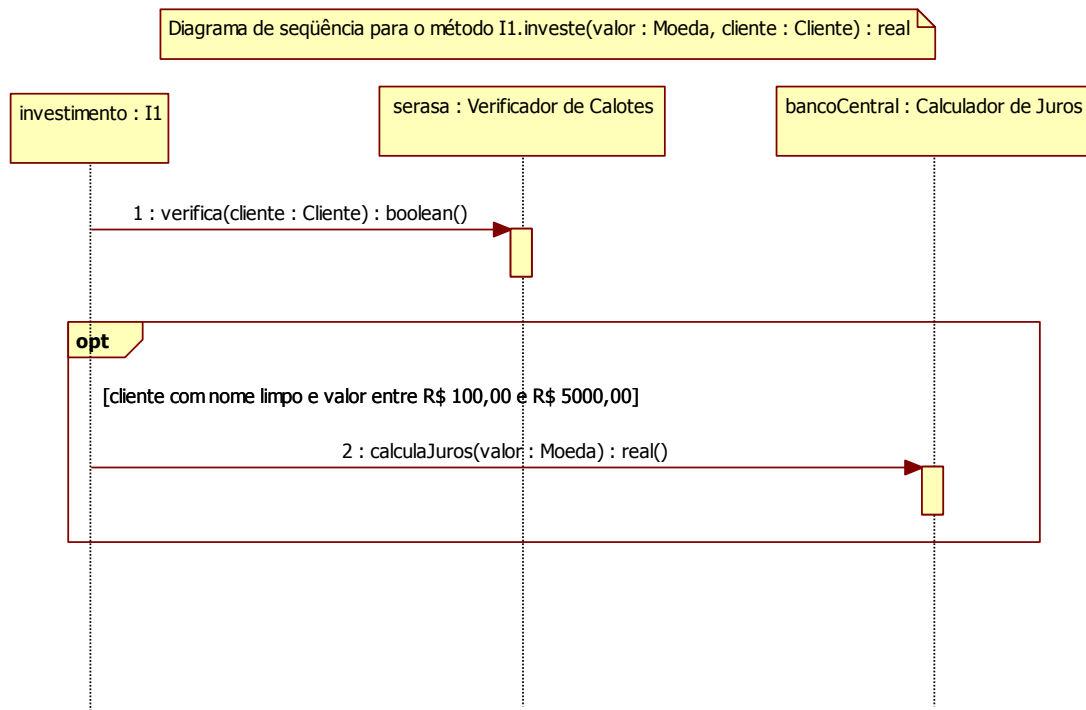 Diagrama de seqüência para o método I1.investe(valor : Moeda, cliente : Cliente) : real
investimento : I1
serasa : Verificador de Calotes
bancoCentral : Calculador de Juros
1 : verifica(cliente : Cliente) : boolean()
opt
[cliente com nome limpo e valor entre R$ 100,00 e R$ 5000,00]
2 : calculaJuros(valor : Moeda) : real()